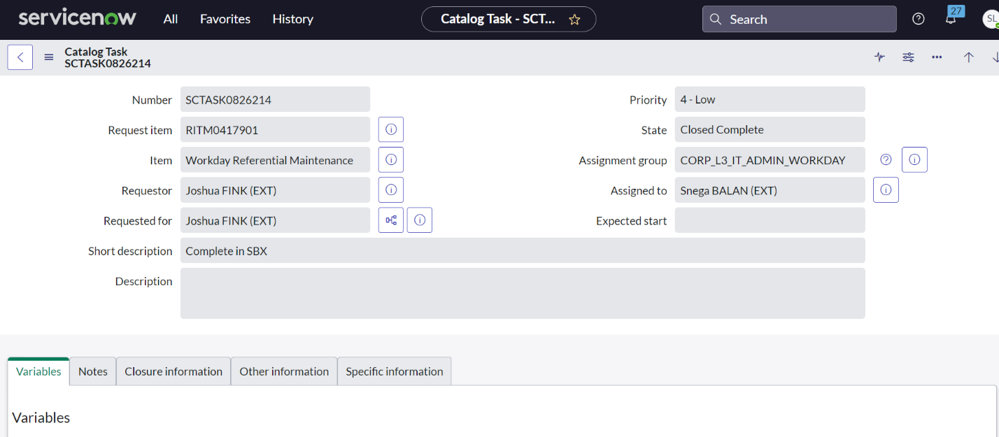 servicenow All Favorites History Catalog Task - SCT... Search 27 SL
Catalog Task
SCTASK0826214
Number SCTASK0826214 Priority 4 - Low
Request item RITM0417901 State Closed Complete
Item Workday Referential Maintenance Assignment group CORP_L3_IT_ADMIN_WORKDAY
Requestor Joshua FINK (EXT) Assigned to Snega BALAN (EXT)
Requested for Joshua FINK (EXT) Expected start
Short description Complete in SBX
Description
Variables Notes Closure information Other information Specific information
Variables